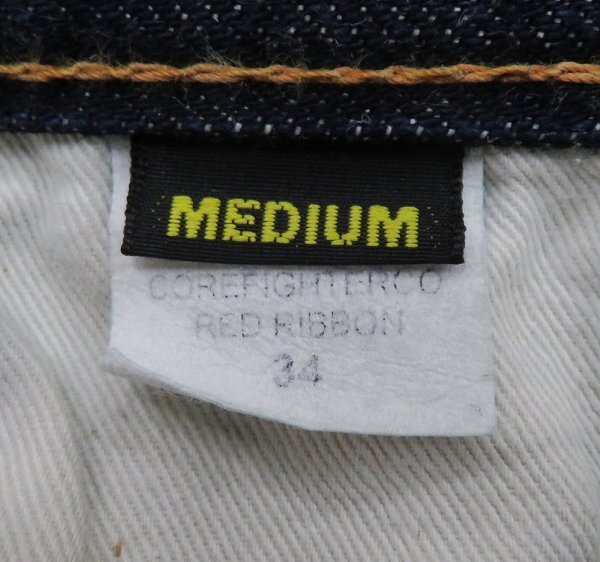 MEDIUM
COREFIGHTERCO
RED RIBBON
34